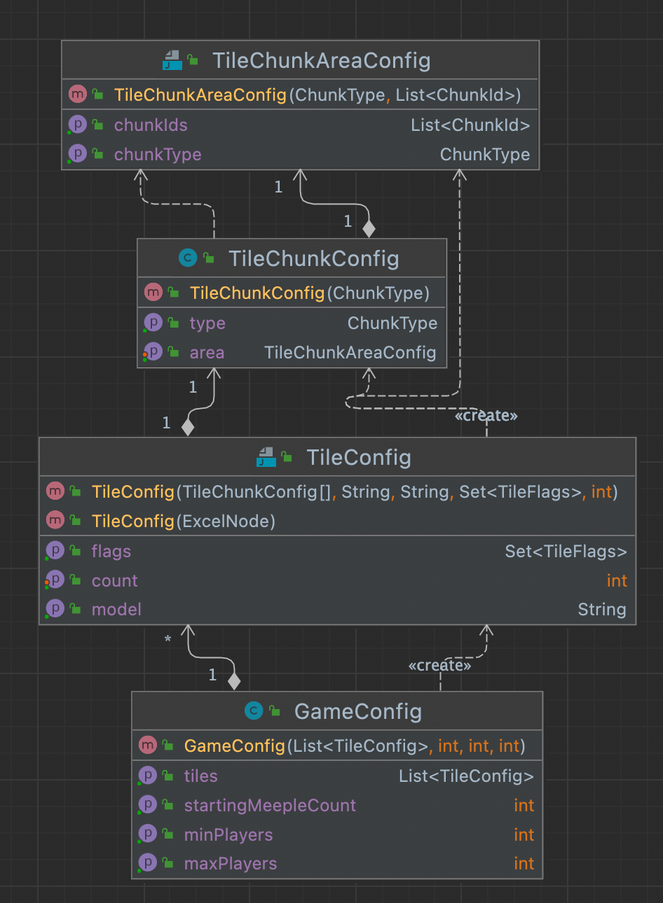 TileChunkAreaConfig
TileChunkAreaConfig(ChunkType, List<ChunkId>)
chunkIds List<ChunkId>
chunkType ChunkType
1
1
TileChunkConfig
TileChunkConfig(ChunkType)
type ChunkType
area TileChunkAreaConfig
1
1
«create»
TileConfig
TileConfig(TileChunkConfig[], String, String, Set<TileFlags>, int)
TileConfig(ExcelNode)
flags Set<TileFlags>
count int
model String
*
1
«create»
GameConfig
GameConfig(List<TileConfig>, int, int, int)
tiles List<TileConfig>
startingMeepleCount int
minPlayers int
maxPlayers int